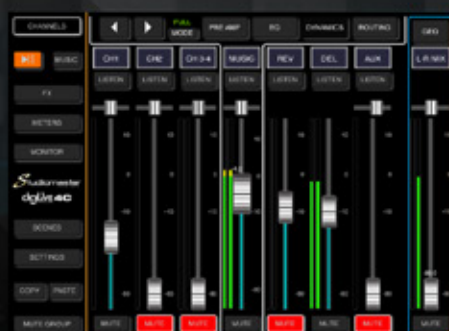 CHANNELS
FULL MODE
PRE AMP
EQ
DYNAMICS
ROUTING
GEQ
MUSIC
CH1
CH2
CH 3-4
MUSIC
REV
DEL
AUX
L R MIX
LISTEN
LISTEN
LISTEN
LISTEN
LISTEN
LISTEN
LISTEN
FX
METERS
MONITOR
Studiomaster
digilive 4C
SCENES
SETTINGS
COPY
PASTE
MUTE GROUP
MUTE
MUTE
MUTE
MUTE
MUTE
MUTE
MUTE
MUTE